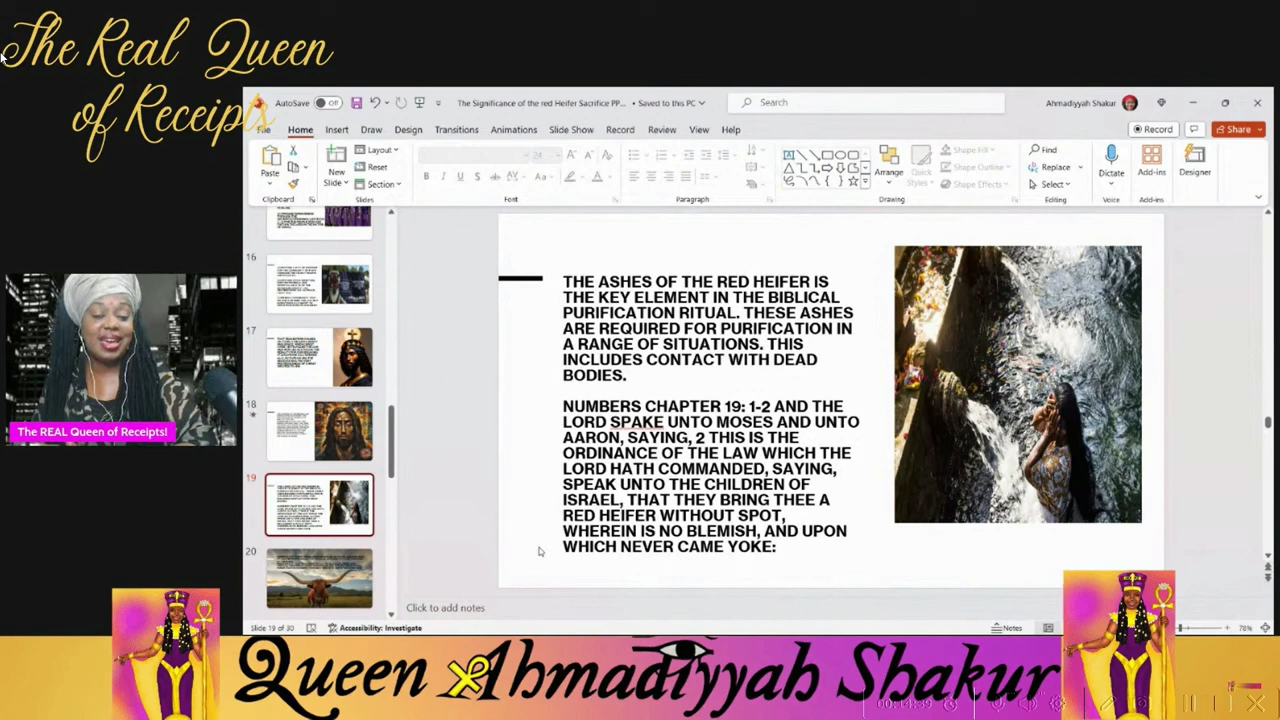 The Real Queen
of Receipts
AutoSave Off The Significance of the red Heifer Sacrifice PP... • Saved to this PC Search Ahmadiyyah Shakur
File Home Insert Draw Design Transitions Animations Slide Show Record Review View Help Record Share
Paste
New
Slide
Layout
Reset
Section
24
B I U S ab AV Aa A
Arrange
Quick
Styles
Shape Fill
Shape Outline
Shape Effects
Find
Replace
Select
Dictate
Add-ins
Designer
Clipboard Slides Font Paragraph Drawing Editing Voice Add-ins
16
17
18
19
20
THE ASHES OF THE RED HEIFER IS
THE KEY ELEMENT IN THE BIBLICAL
PURIFICATION RITUAL. THESE ASHES
ARE REQUIRED FOR PURIFICATION IN
A RANGE OF SITUATIONS. THIS
INCLUDES CONTACT WITH DEAD
BODIES.
NUMBERS CHAPTER 19: 1-2 AND THE
LORD SPAKE UNTO MOSES AND UNTO
AARON, SAYING, 2 THIS IS THE
ORDINANCE OF THE LAW WHICH THE
LORD HATH COMMANDED, SAYING,
SPEAK UNTO THE CHILDREN OF
ISRAEL, THAT THEY BRING THEE A
RED HEIFER WITHOUT SPOT,
WHEREIN IS NO BLEMISH, AND UPON
WHICH NEVER CAME YOKE:
The REAL Queen of Receipts!
Click to add notes
Slide 19 of 30 Accessibility: Investigate Notes 78%
Queen Ahmadiyyah Shakur